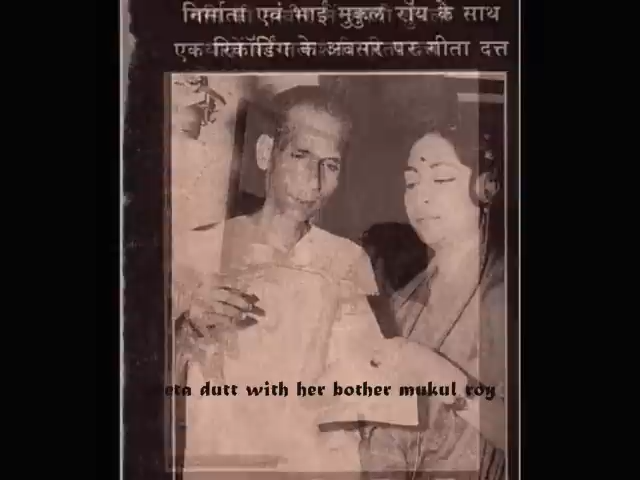 निर्माता एवं भाई मुकुल रॉय के साथ
एक रिकॉर्डिंग के अवसर पर गीता दत्त
eta dutt with her bother mukul roy